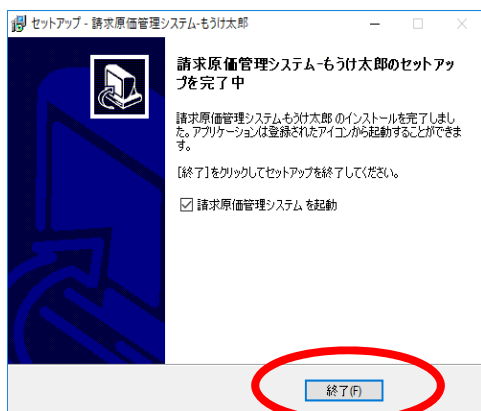 セットアップ - 請求原価管理システム-もうけ太郎
請求原価管理システム-もうけ太郎のセットアッ
プを完了中
請求原価管理システム-もうけ太郎 のインストールを完了しまし
た。アプリケーションは登録されたアイコンから起動することができま
す。
[終了]をクリックしてセットアップを終了してください。
請求原価管理システム を起動
終了(F)